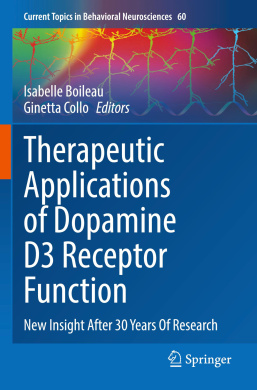 Current Topics in Behavioral Neurosciences 60
Isabelle Boileau
Ginetta Collo Editors
Therapeutic
Applications
of Dopamine
D3 Receptor
Function
New Insight After 30 Years Of Research
Springer